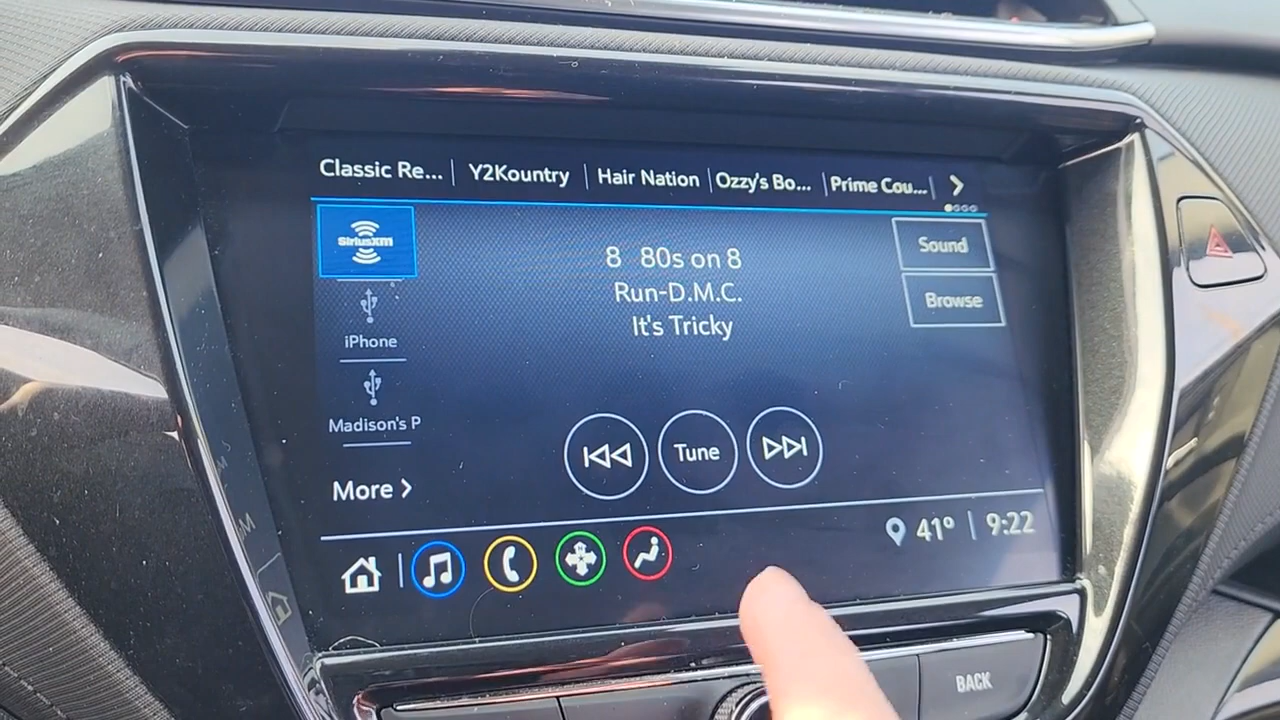 Classic Re... Y2Kountry Hair Nation Ozzy's Bo... Prime Cou...
SiriusXM
8 80s on 8
Run-D.M.C.
It's Tricky
Sound
Browse
iPhone
Madison's P
More
Tune
41° 9:22
BACK